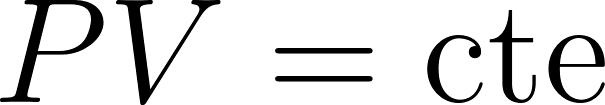 PV = cte